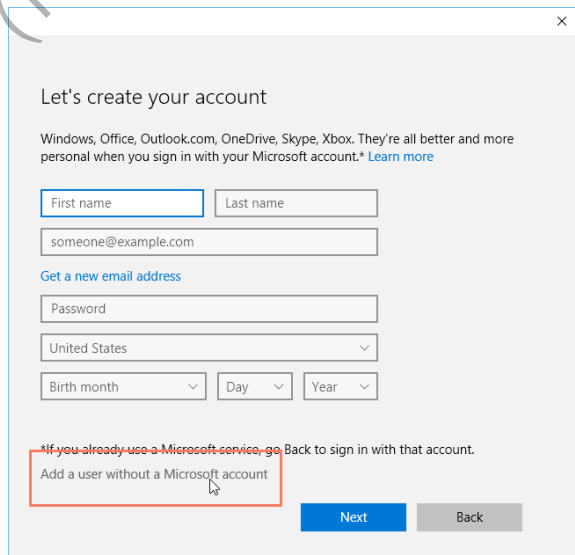 Let's create your account
Windows, Office, Outlook.com, OneDrive, Skype, Xbox. They're all better and more
personal when you sign in with your Microsoft account.* Learn more
First name Last name
someone@example.com
Get a new email address
Password
United States
Birth month Day Year
*If you already use a Microsoft service, go Back to sign in with that account.
Add a user without a Microsoft account
Next Back